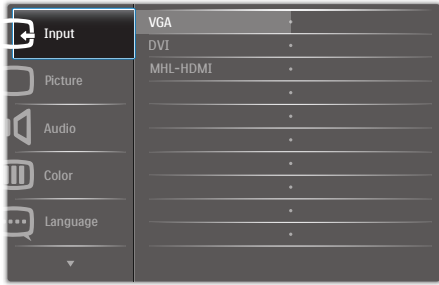 Input
Picture
Audio
Color
Language
VGA
DVI
MHL-HDMI